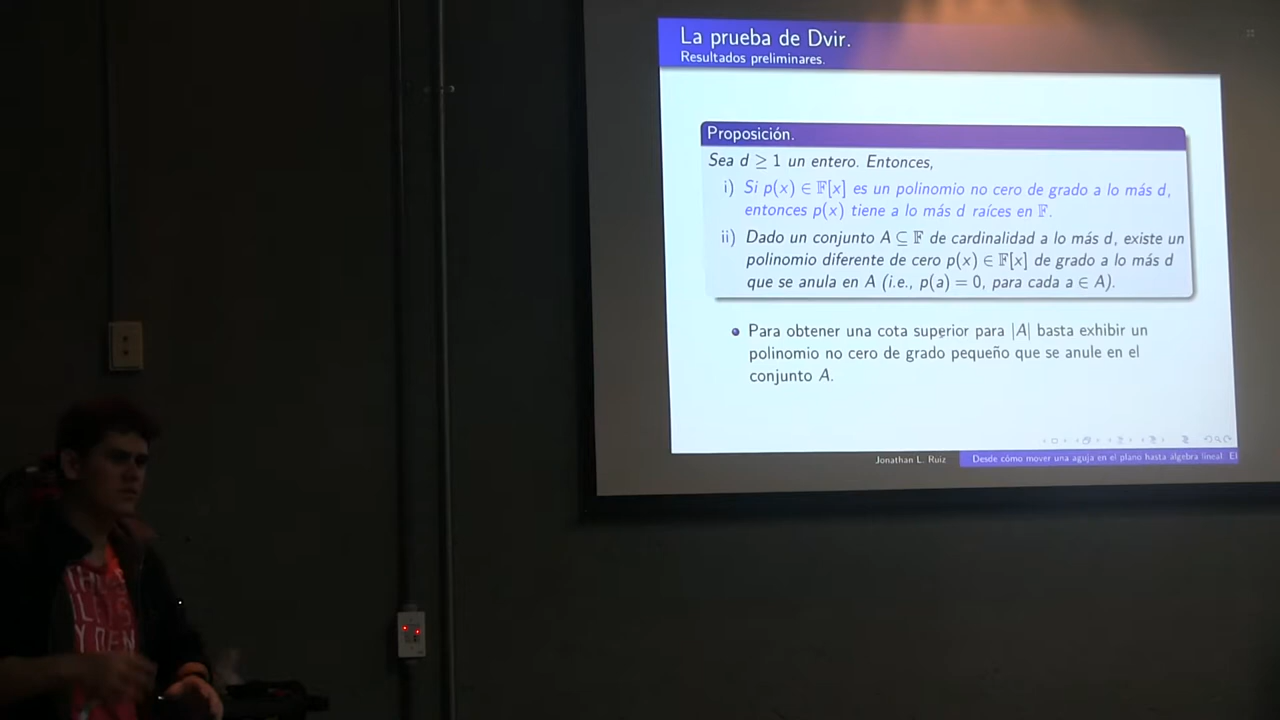 La prueba de Dvir.
Resultados preliminares.
Proposición.
Sea d ≥ 1 un entero. Entonces,
i) Si p(x) ∈ 𝔽[x] es un polinomio no cero de grado a lo más d,
entonces p(x) tiene a lo más d raíces en 𝔽.
ii) Dado un conjunto A ⊆ 𝔽 de cardinalidad a lo más d, existe un
polinomio diferente de cero p(x) ∈ 𝔽[x] de grado a lo más d
que se anula en A (i.e., p(a) = 0, para cada a ∈ A).
Para obtener una cota superior para |A| basta exhibir un
polinomio no cero de grado pequeño que se anule en el
conjunto A.
Jonathan L. Ruiz
Desde cómo mover una aguja en el plano hasta álgebra lineal. El